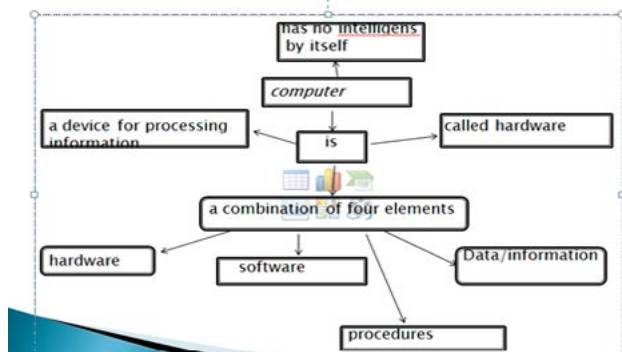 has no intelligens
by itself
computer
a device for processing
information
is
called hardware
a combination of four elements
hardware
software
Data/information
procedures